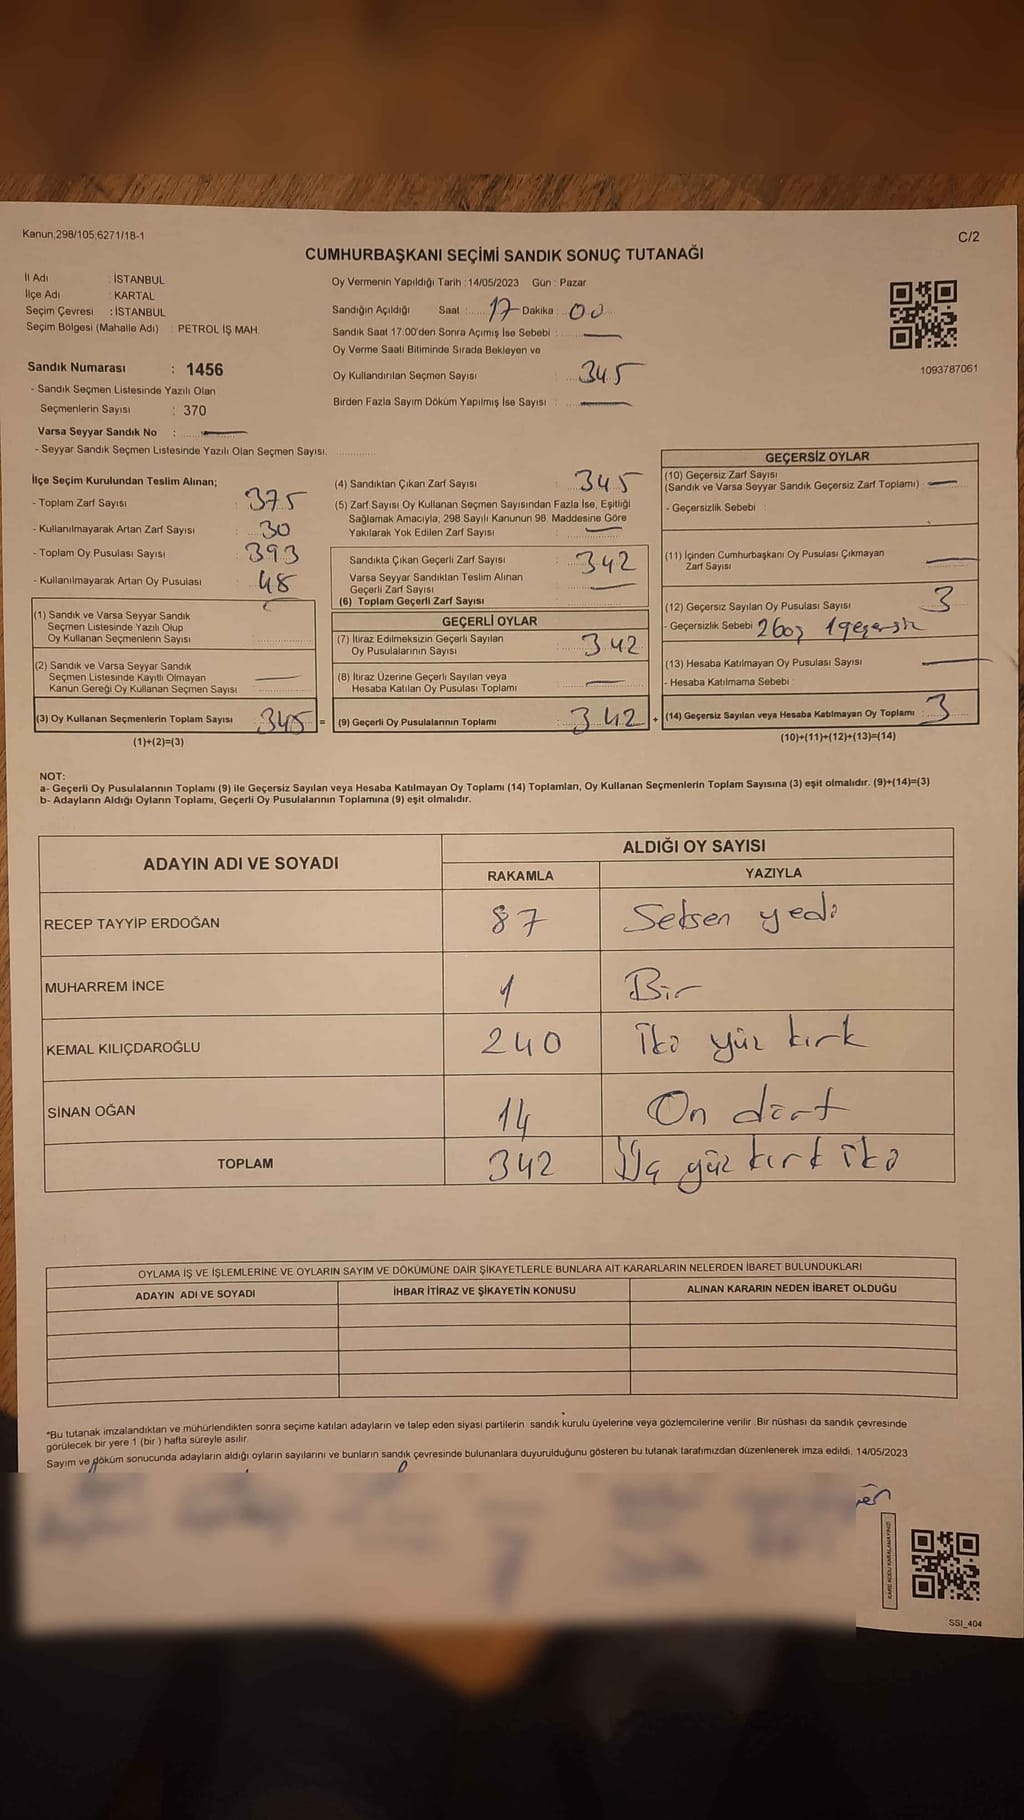 Kanun;298/105;6271/18-1
C/2
CUMHURBAŞKANI SEÇİMİ SANDIK SONUÇ TUTANAĞI
İl Adı : İSTANBUL
İlçe Adı : KARTAL
Seçim Çevresi : İSTANBUL
Seçim Bölgesi (Mahalle Adı) : PETROL İŞ MAH.
Sandık Numarası : 1456
- Sandık Seçmen Listesinde Yazılı Olan
Seçmenlerin Sayısı : 370
Varsa Seyyar Sandık No :
- Seyyar Sandık Seçmen Listesinde Yazılı Olan Seçmen Sayısı:
Oy Vermenin Yapıldığı Tarih : 14/05/2023 Gün : Pazar
Sandığın Açıldığı Saat : 17 Dakika : 00
Sandık Saat 17:00'den Sonra Açımış İse Sebebi :
Oy Verme Saati Bitiminde Sırada Bekleyen ve
Oy Kullandırılan Seçmen Sayısı : 345
Birden Fazla Sayım Döküm Yapılmış İse Sayısı :
1093787061
İlçe Seçim Kurulundan Teslim Alınan;
- Toplam Zarf Sayısı : 375
- Kullanılmayarak Artan Zarf Sayısı : 30
- Toplam Oy Pusulası Sayısı : 393
- Kullanılmayarak Artan Oy Pusulası : 48
(1) Sandık ve Varsa Seyyar Sandık
Seçmen Listesinde Yazılı Olup
Oy Kullanan Seçmenlerin Sayısı
(2) Sandık ve Varsa Seyyar Sandık
Seçmen Listesinde Kayıtlı Olmayan
Kanun Gereği Oy Kullanan Seçmen Sayısı
(3) Oy Kullanan Seçmenlerin Toplam Sayısı : 345 =
(1)+(2)=(3)
(4) Sandıktan Çıkan Zarf Sayısı : 345
(5) Zarf Sayısı Oy Kullanan Seçmen Sayısından Fazla İse, Eşitliği
Sağlamak Amacıyla, 298 Sayılı Kanunun 98. Maddesine Göre
Yakılarak Yok Edilen Zarf Sayısı
Sandıkta Çıkan Geçerli Zarf Sayısı : 342
Varsa Seyyar Sandıktan Teslim Alınan
Geçerli Zarf Sayısı
(6) Toplam Geçerli Zarf Sayısı
GEÇERLİ OYLAR
(7) İtiraz Edilmeksizin Geçerli Sayılan
Oy Pusulalarının Sayısı : 342
(8) İtiraz Üzerine Geçerli Sayılan veya
Hesaba Katılan Oy Pusulası Toplamı
(9) Geçerli Oy Pusulalarının Toplamı : 342 +
GEÇERSİZ OYLAR
(10) Geçersiz Zarf Sayısı
(Sandık ve Varsa Seyyar Sandık Geçersiz Zarf Toplamı) :
- Geçersizlik Sebebi :
(11) İçinden Cumhurbaşkanı Oy Pusulası Çıkmayan
Zarf Sayısı
(12) Geçersiz Sayılan Oy Pusulası Sayısı : 3
- Geçersizlik Sebebi 2 boş 1 geçersiz
(13) Hesaba Katılmayan Oy Pusulası Sayısı
- Hesaba Katılmama Sebebi :
(14) Geçersiz Sayılan veya Hesaba Katılmayan Oy Toplamı : 3
(10)+(11)+(12)+(13)=(14)
NOT:
a- Geçerli Oy Pusulalarının Toplamı (9) ile Geçersiz Sayılan veya Hesaba Katılmayan Oy Toplamı (14) Toplamları, Oy Kullanan Seçmenlerin Toplam Sayısına (3) eşit olmalıdır. (9)+(14)=(3)
b- Adayların Aldığı Oyların Toplamı, Geçerli Oy Pusulalarının Toplamına (9) eşit olmalıdır.
ADAYIN ADI VE SOYADI
ALDIĞI OY SAYISI
RAKAMLA YAZIYLA
RECEP TAYYİP ERDOĞAN 87 Seksen yedi
MUHARREM İNCE 1 Bir
KEMAL KILIÇDAROĞLU 240 İki yüz kırk
SİNAN OĞAN 14 On dört
TOPLAM 342 Üç yüz kırk iki
OYLAMA İŞ VE İŞLEMLERİNE VE OYLARIN SAYIM VE DÖKÜMÜNE DAİR ŞİKAYETLERLE BUNLARA AİT KARARLARIN NELERDEN İBARET BULUNDUKLARI
ADAYIN ADI VE SOYADI İHBAR İTİRAZ VE ŞİKAYETİN KONUSU ALINAN KARARIN NEDEN İBARET OLDUĞU
*Bu tutanak imzalandıktan ve mühürlendikten sonra seçime katılan adayların ve talep eden siyasi partilerin sandık kurulu üyelerine veya gözlemcilerine verilir .Bir nüshası da sandık çevresinde
görülecek bir yere 1 (bir ) hafta süreyle asılır.
Sayım ve döküm sonucunda adayların aldığı oyların sayılarını ve bunların sandık çevresinde bulunanlara duyurulduğunu gösteren bu tutanak tarafımızdan düzenlenerek imza edildi. 14/05/2023
KARE KODU KARALAMAYINIZ!
SSI_404